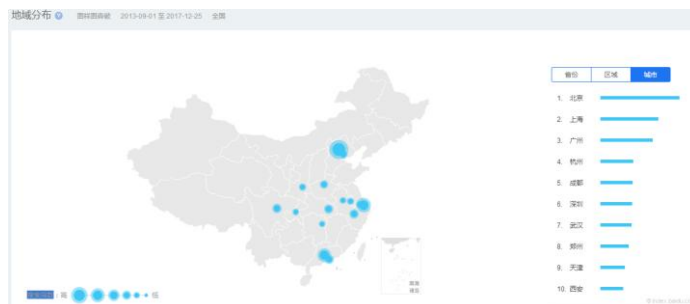 地域分布 2013-09-01 至 2017-12-25 全国
省份 区域 城市
1. 北京
2. 上海
3. 广州
4. 杭州
5. 成都
6. 深圳
7. 武汉
8. 郑州
9. 天津
10. 西安
高 低